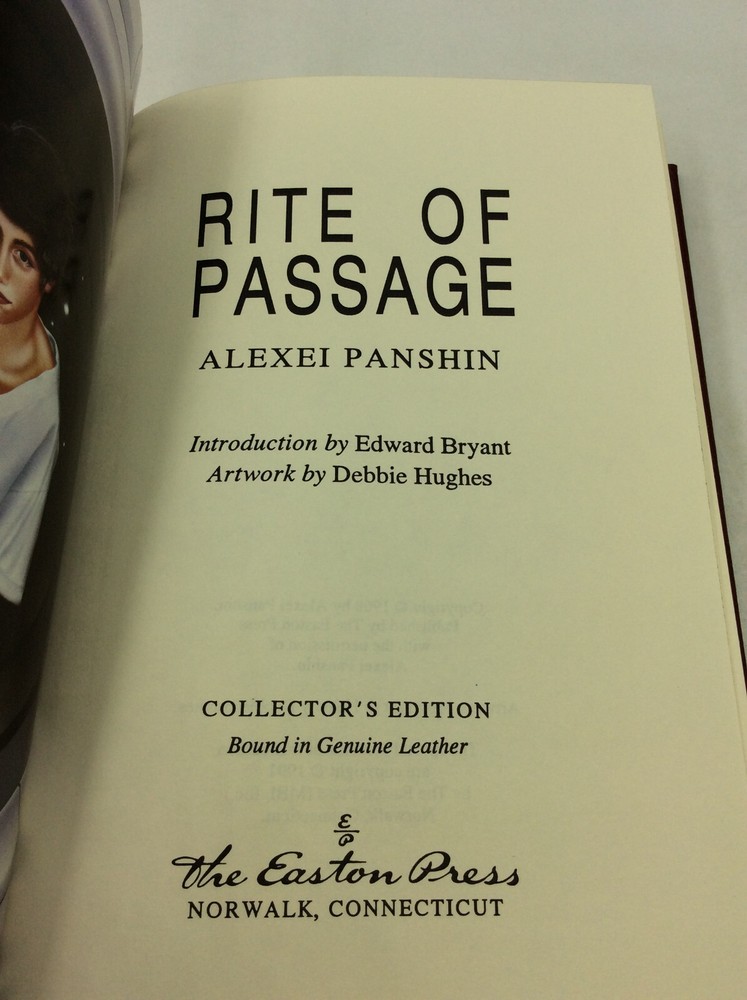 RITE OF
PASSAGE
ALEXEI PANSHIN
Introduction by Edward Bryant
Artwork by Debbie Hughes
COLLECTOR'S EDITION
Bound in Genuine Leather
E
P
The Easton Press
NORWALK, CONNECTICUT